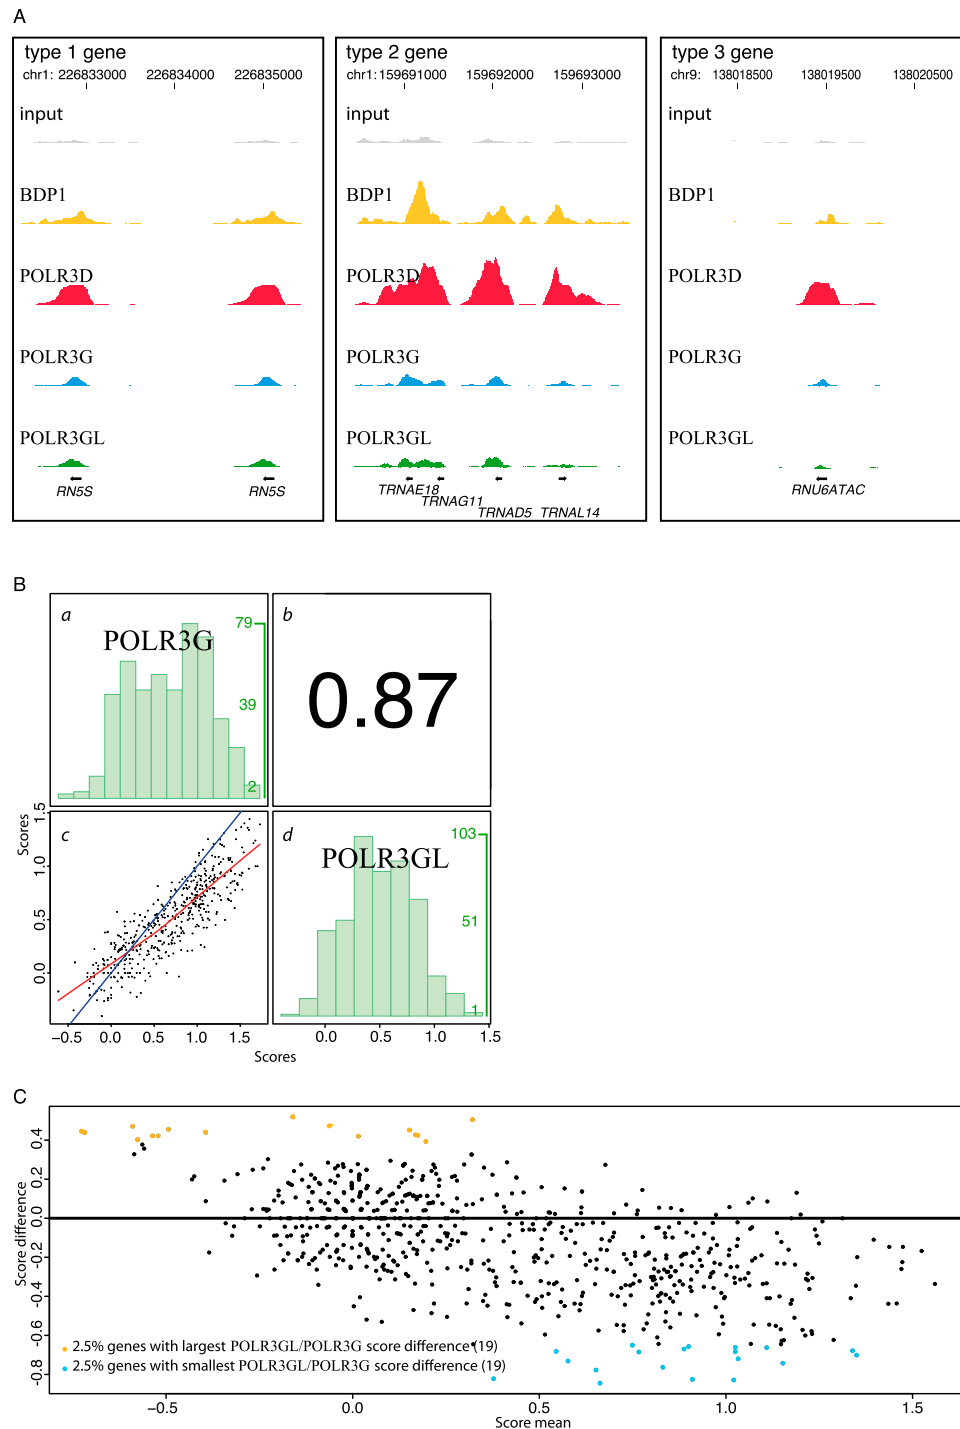 A
type 1 gene
chr1: 226833000 226834000 226835000
input
BDP1
POLR3D
POLR3G
POLR3GL
RN5S RN5S
type 2 gene
chr1: 159691000 159692000 159693000
input
BDP1
POLR3D
POLR3G
POLR3GL
TRNAE18
TRNAG11
TRNAD5 TRNAL14
type 3 gene
chr9: 138018500 138019500 138020500
input
BDP1
POLR3D
POLR3G
POLR3GL
RNU6ATAC
B
a
POLR3G
79
39
2
b
0.87
c
Scores
1.5
1.0
0.5
0.0
−0.5 0.0 0.5 1.0 1.5
d
POLR3GL
103
51
1
0.0 0.5 1.0 1.5
Scores
C
Score difference
0.4
0.2
0.0
−0.2
−0.4
−0.6
−0.8
2.5% genes with largest POLR3GL/POLR3G score difference (19)
2.5% genes with smallest POLR3GL/POLR3G score difference (19)
−0.5 0.0 0.5 1.0 1.5
Score mean